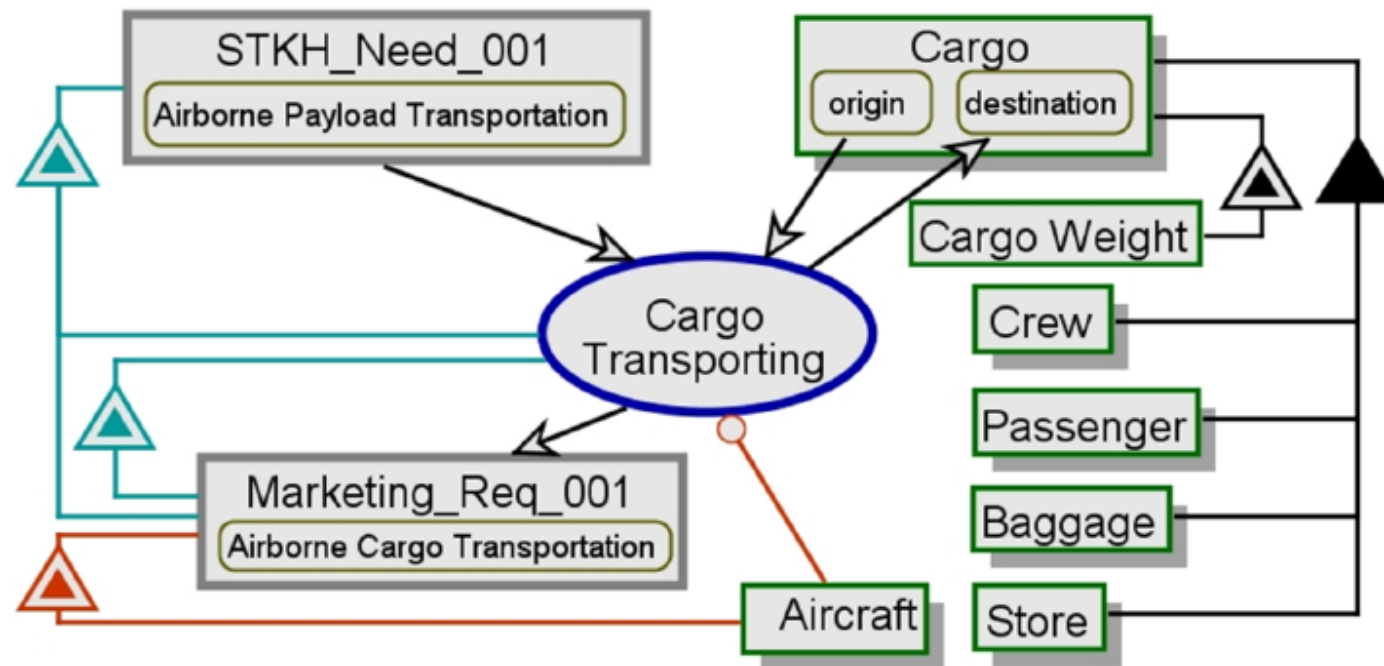 STKH_Need_001
Airborne Payload Transportation
Cargo
origin
destination
Cargo Weight
Cargo
Transporting
Crew
Passenger
Marketing_Req_001
Airborne Cargo Transportation
Baggage
Aircraft
Store